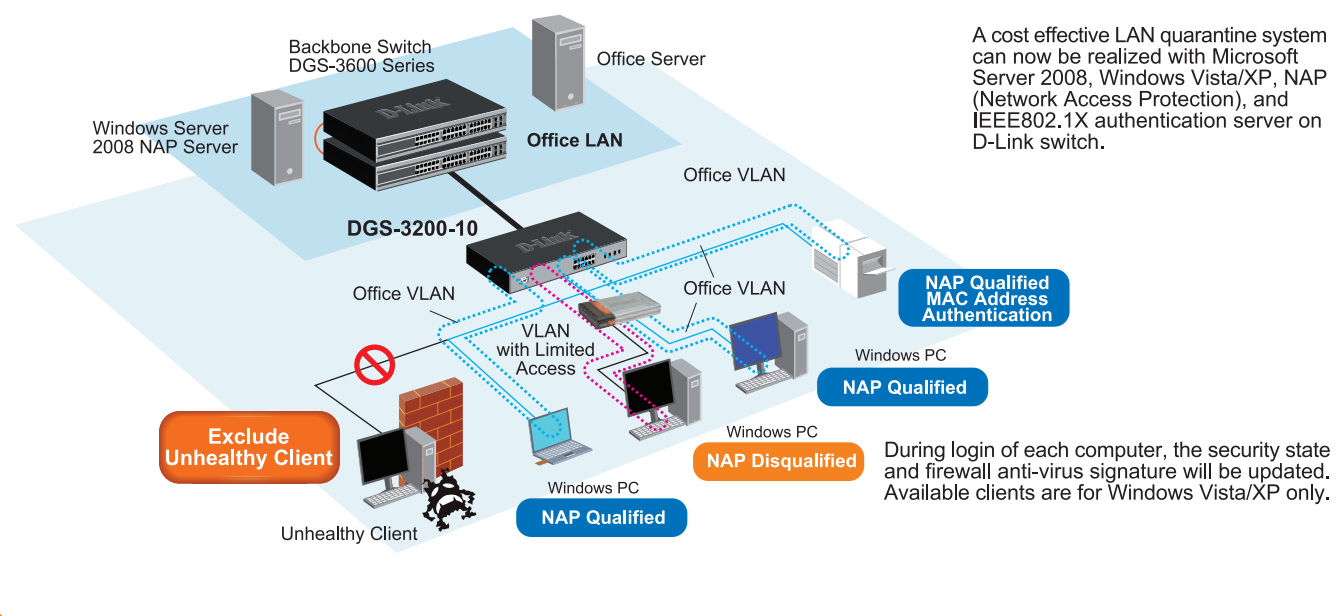 A cost effective LAN quarantine system
can now be realized with Microsoft
Server 2008, Windows Vista/XP, NAP
(Network Access Protection), and
IEEE802.1X authentication server on
D-Link switch.
Backbone Switch
DGS-3600 Series
Office Server
D-Link
Windows Server
2008 NAP Server
Office LAN
Office VLAN
DGS-3200-10
D-Link
Office VLAN
Office VLAN
NAP Qualified
MAC Address
Authentication
VLAN
with Limited
Access
Windows PC
NAP Qualified
Exclude
Unhealthy Client
Windows PC
NAP Disqualified
During login of each computer, the security state
and firewall anti-virus signature will be updated.
Available clients are for Windows Vista/XP only.
Windows PC
NAP Qualified
Unhealthy Client